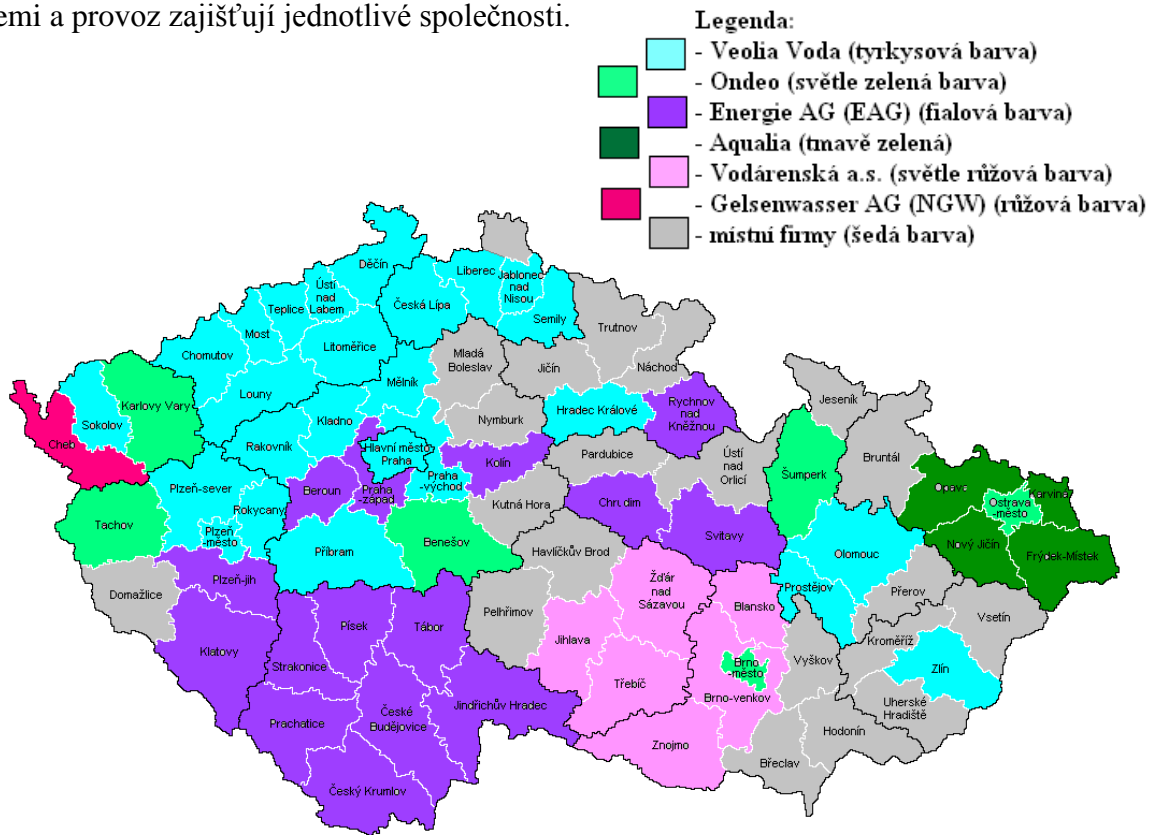 emi a provoz zajišťují jednotlivé společnosti.
Legenda:
- Veolia Voda (tyrkysová barva)
- Ondeo (světle zelená barva)
- Energie AG (EAG) (fialová barva)
- Aqualia (tmavě zelená)
- Vodárenská a.s. (světle růžová barva)
- Gelsenwasser AG (NGW) (růžová barva)
- místní firmy (šedá barva)
Děčín
Liberec
Jablonec
nad
Nisou
Ústí
nad
Labem
Teplice
Česká Lípa
Semily
Most
Litoměřice
Trutnov
Chomutov
Mladá
Boleslav
Jičín
Náchod
Mělník
Louny
Karlovy Vary
Sokolov
Cheb
Kladno
Nymburk
Hradec Králové
Rychnov
nad
Kněžnou
Jeseník
Rakovník
Hlavní město
Praha
Kolín
Pardubice
Ústí
nad
Orlicí
Šumperk
Bruntál
Plzeň-sever
Beroun
Praha
-západ
Praha
-východ
Opava
Karviná
Ostrava
-město
Rokycany
Kutná Hora
Chrudim
Svitavy
Tachov
Plzeň
-město
Příbram
Benešov
Havlíčkův Brod
Olomouc
Nový Jičín
Frýdek-Místek
Plzeň-jih
Domažlice
Žďár
nad
Sázavou
Prostějov
Přerov
Pelhřimov
Blansko
Vsetín
Klatovy
Písek
Tábor
Jihlava
Kroměříž
Strakonice
Třebíč
Brno
-město
Vyškov
Zlín
Brno-venkov
Uherské
Hradiště
Prachatice
České
Budějovice
Jindřichův Hradec
Hodonín
Znojmo
Břeclav
Český Krumlov